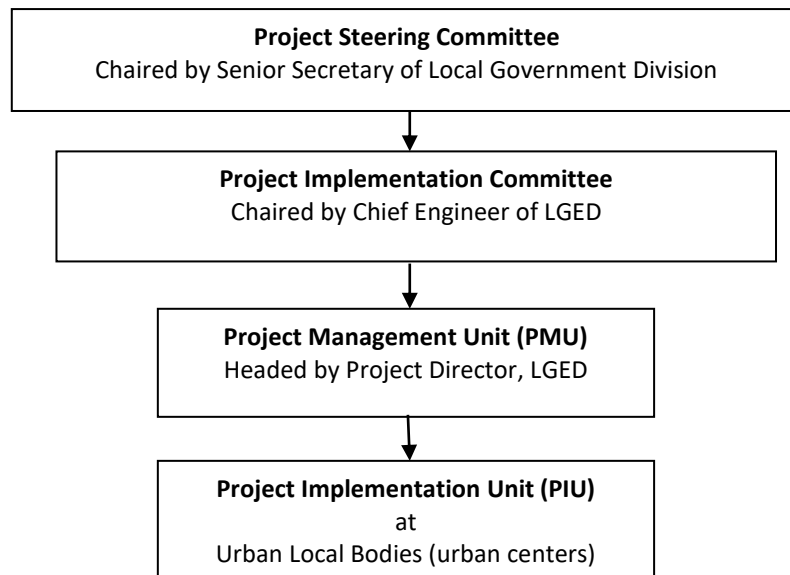 Project Steering Committee
Chaired by Senior Secretary of Local Government Division
Project Implementation Committee
Chaired by Chief Engineer of LGED
Project Management Unit (PMU)
Headed by Project Director, LGED
Project Implementation Unit (PIU)
at
Urban Local Bodies (urban centers)